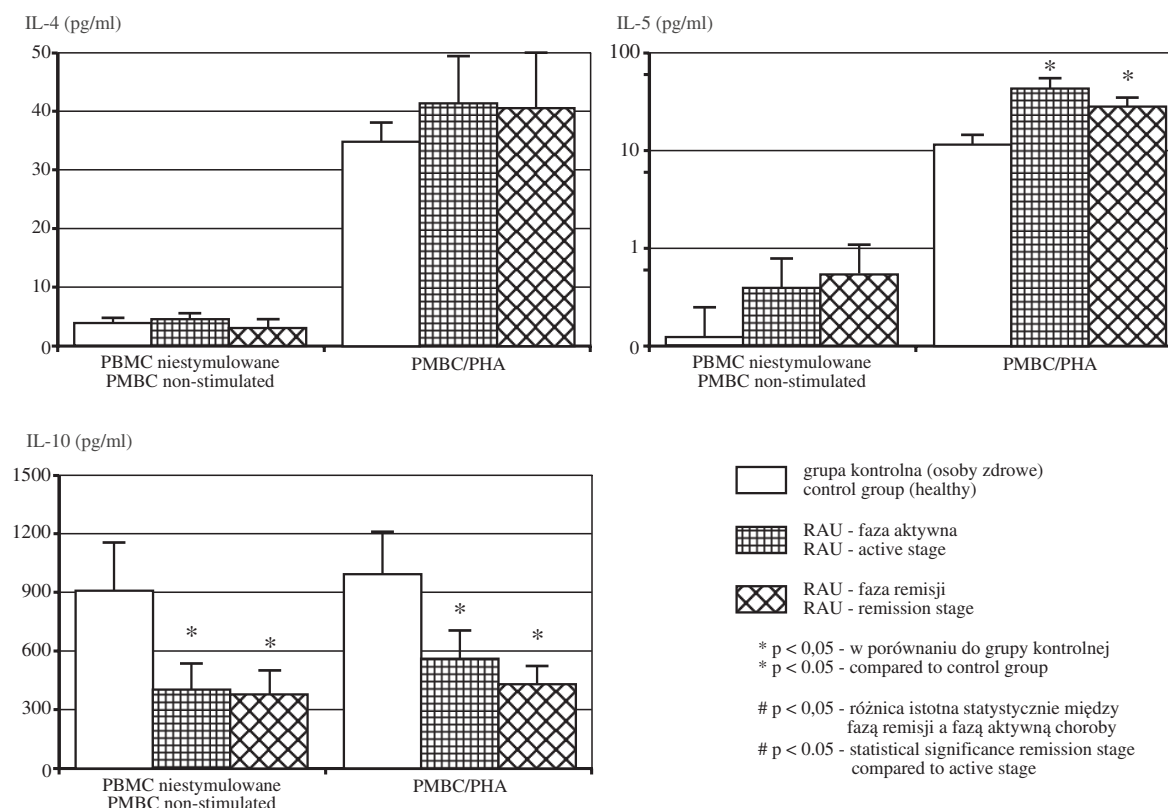 IL-4 (pg/ml)
50
40
30
20
10
0
PBMC niestymulowane
PMBC non-stimulated
PMBC/PHA
IL-5 (pg/ml)
100
10
1
0
* *
PBMC niestymulowane
PMBC non-stimulated
PMBC/PHA
IL-10 (pg/ml)
1500
1200
900
600
300
0
* * * *
PBMC niestymulowane
PMBC non-stimulated
PMBC/PHA
grupa kontrolna (osoby zdrowe)
control group (healthy)
RAU - faza aktywna
RAU - active stage
RAU - faza remisji
RAU - remission stage
* p < 0,05 - w porównaniu do grupy kontrolnej
* p < 0.05 - compared to control group
# p < 0,05 - różnica istotna statystycznie między
fazą remisji a fazą aktywną choroby
# p < 0.05 - statistical significance remission stage
compared to active stage